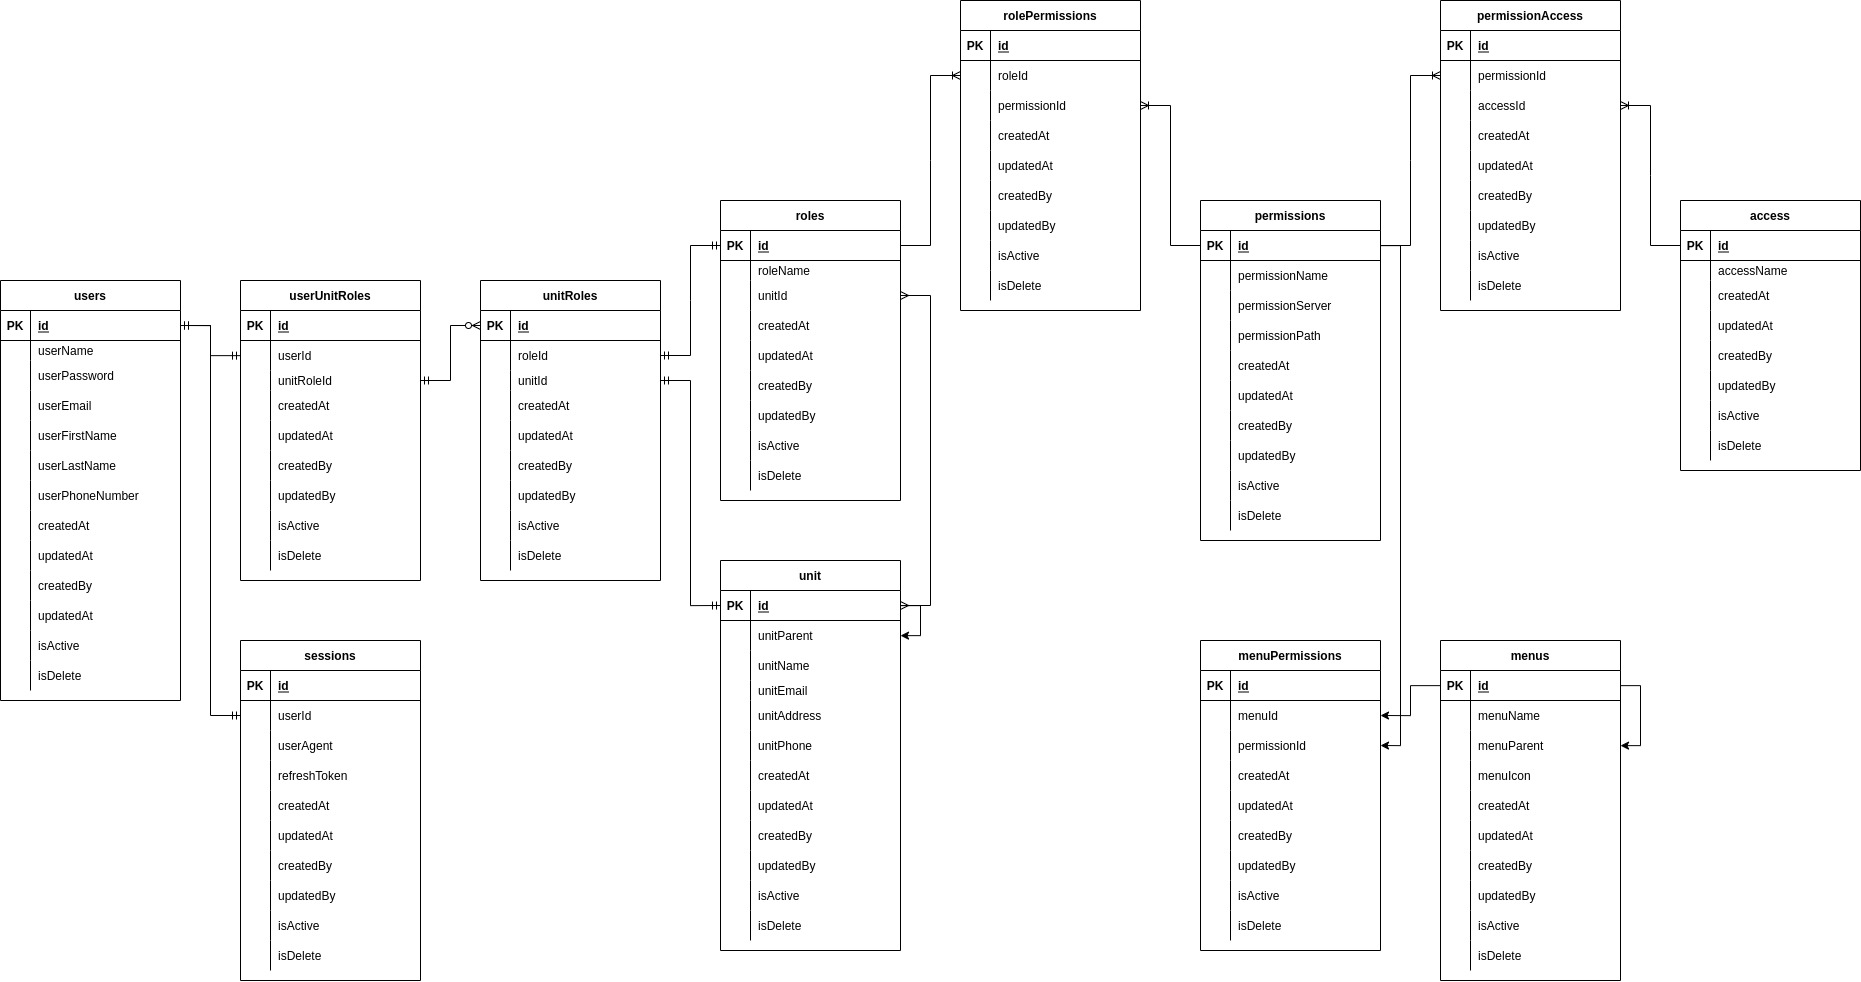 rolePermissions
PK id
roleId
permissionId
createdAt
updatedAt
createdBy
updatedBy
isActive
isDelete
permissionAccess
PK id
permissionId
accessId
createdAt
updatedAt
createdBy
updatedBy
isActive
isDelete
roles
PK id
roleName
unitId
createdAt
updatedAt
createdBy
updatedBy
isActive
isDelete
permissions
PK id
permissionName
permissionServer
permissionPath
createdAt
updatedAt
createdBy
updatedBy
isActive
isDelete
access
PK id
accessName
createdAt
updatedAt
createdBy
updatedBy
isActive
isDelete
users
PK id
userName
userPassword
userEmail
userFirstName
userLastName
userPhoneNumber
createdAt
updatedAt
createdBy
updatedAt
isActive
isDelete
userUnitRoles
PK id
userId
unitRoleId
createdAt
updatedAt
createdBy
updatedBy
isActive
isDelete
unitRoles
PK id
roleId
unitId
createdAt
updatedAt
createdBy
updatedBy
isActive
isDelete
unit
PK id
unitParent
unitName
unitEmail
unitAddress
unitPhone
createdAt
updatedAt
createdBy
updatedBy
isActive
isDelete
sessions
PK id
userId
userAgent
refreshToken
createdAt
updatedAt
createdBy
updatedBy
isActive
isDelete
menuPermissions
PK id
menuId
permissionId
createdAt
updatedAt
createdBy
updatedBy
isActive
isDelete
menus
PK id
menuName
menuParent
menuIcon
createdAt
updatedAt
createdBy
updatedBy
isActive
isDelete